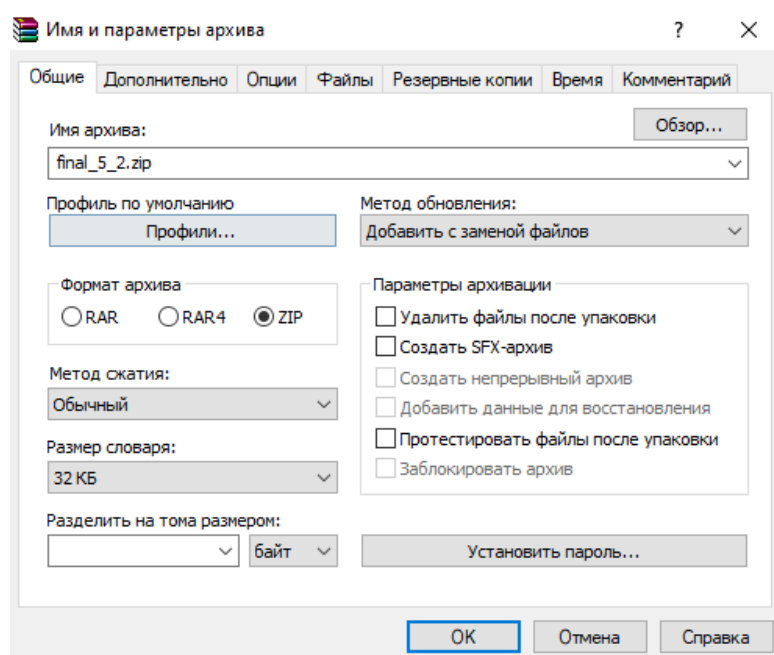 Имя и параметры архива
?
Общие Дополнительно Опции Файлы Резервные копии Время Комментарий
Имя архива:
Обзор...
final_5_2.zip
Профиль по умолчанию
Профили...
Метод обновления:
Добавить с заменой файлов
Формат архива
RAR RAR4 ZIP
Метод сжатия:
Обычный
Размер словаря:
32 КБ
Параметры архивации
Удалить файлы после упаковки
Создать SFX-архив
Создать непрерывный архив
Добавить данные для восстановления
Протестировать файлы после упаковки
Заблокировать архив
Разделить на тома размером:
байт
Установить пароль...
ОК Отмена Справка